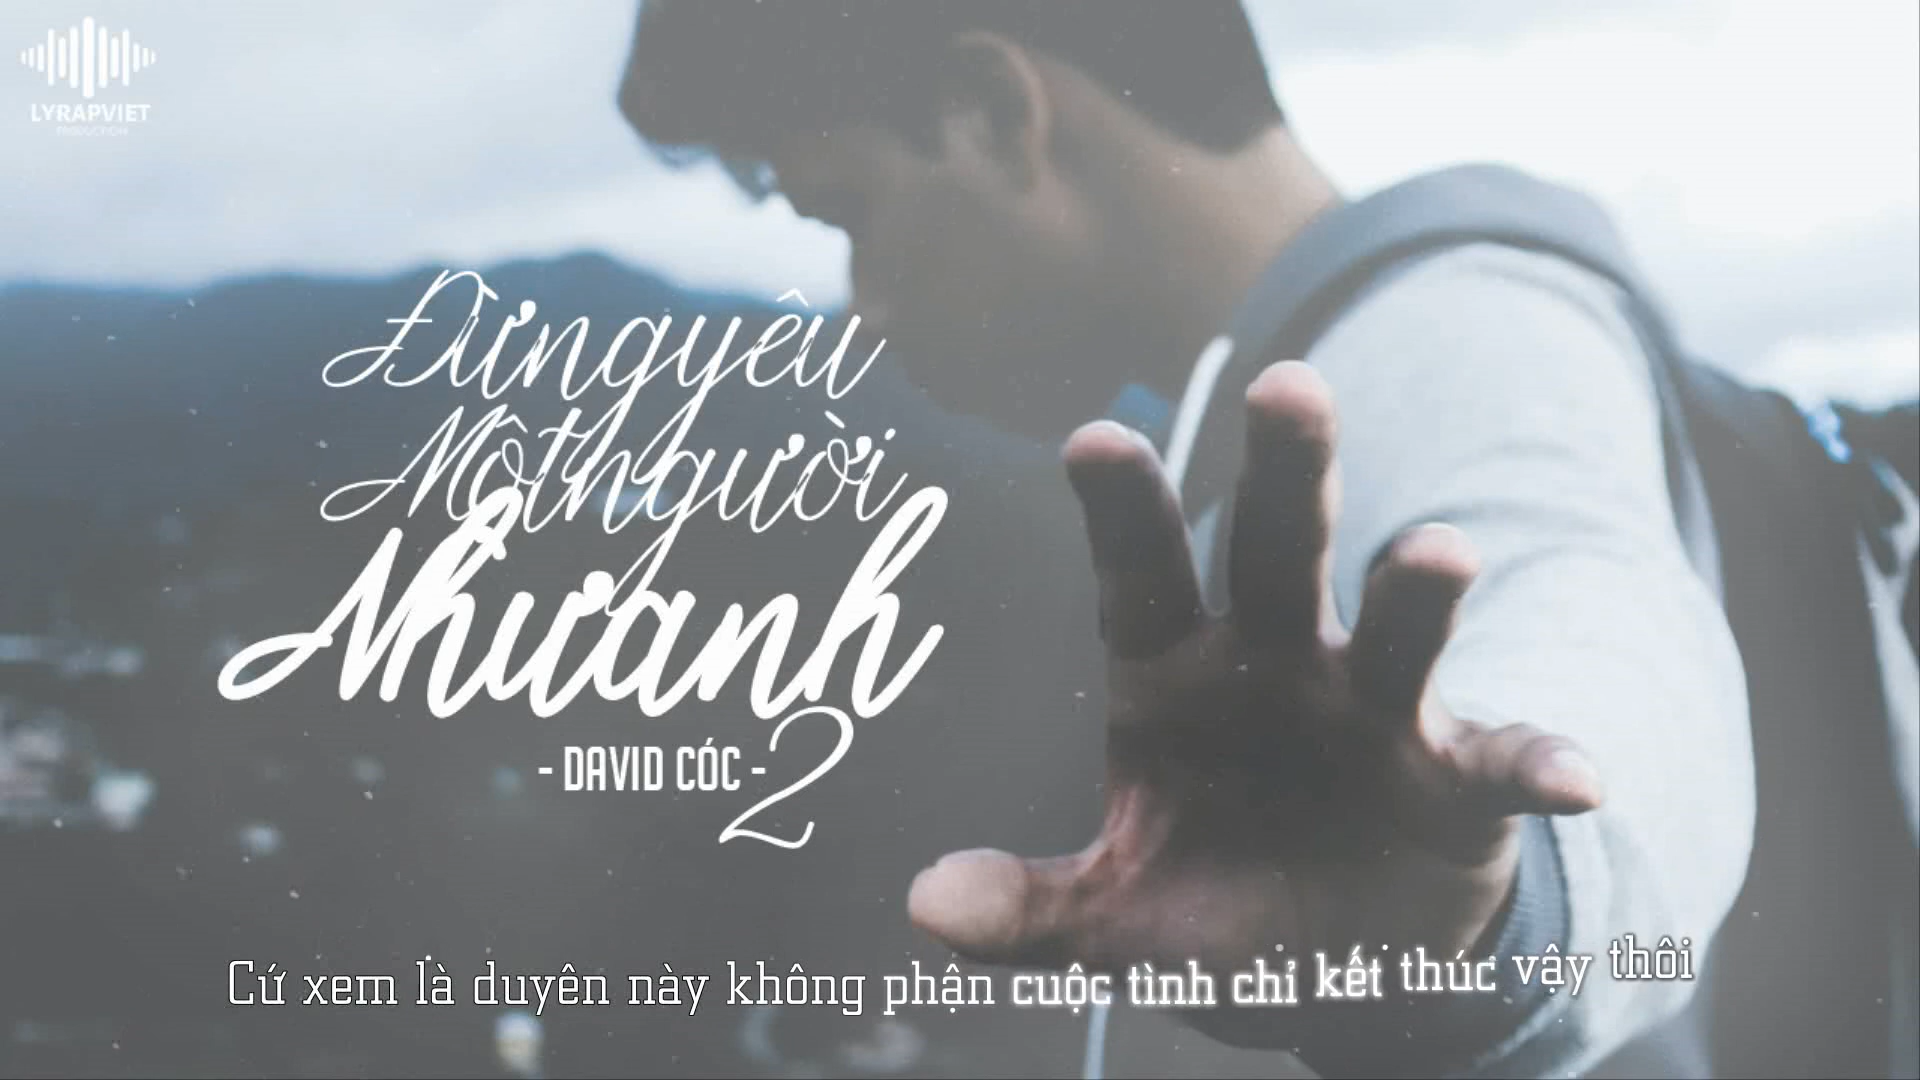 LYRAPVIET
PRODUCTION
Đừng yêu
Một người
Như anh
2
- DAVID CÓC -
Cứ xem là duyên này không phận cuộc tình chỉ kết thúc vậy thôi